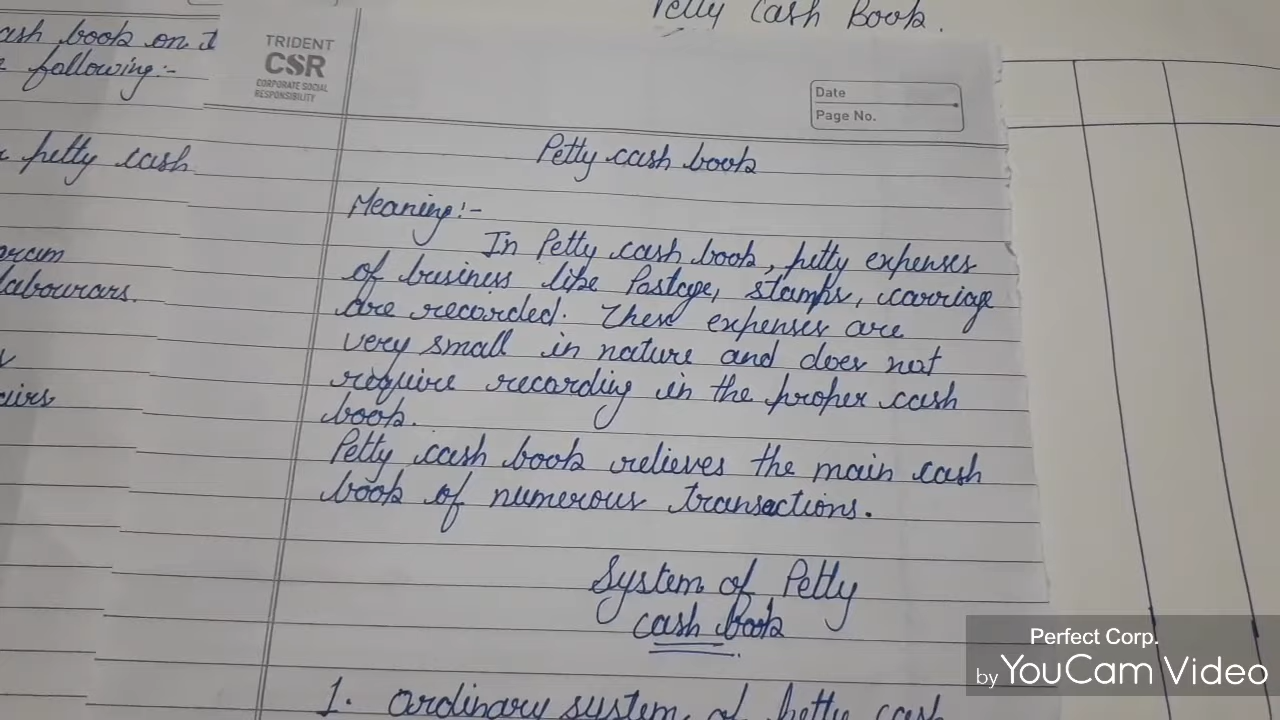 Petty Cash Book.
ash book on 1
following:-
petty cash
labourars.
TRIDENT
CSR
CORPORATE SOCIAL
RESPONSIBILITY
Date
Page No.
Petty cash book
Meaning:-
In Petty cash book, petty expenses
of business like Postage, stamps, carriage
are recorded. These expenses are
very small in nature and does not
require recording in the proper cash
book.
Petty cash book relieves the main cash
book of numerous transactions.
System of Petty
cash book
1. ordinary system of petty cash
Perfect Corp.
by YouCam Video